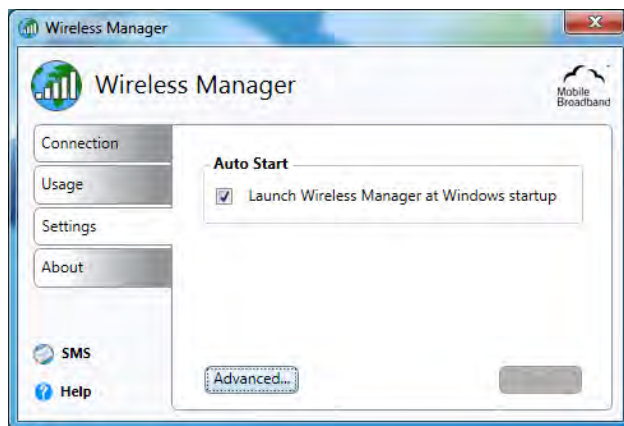 Wireless Manager
Wireless Manager
Mobile
Broadband
Connection
Usage
Settings
About
Auto Start
Launch Wireless Manager at Windows startup
SMS
Help
Advanced...